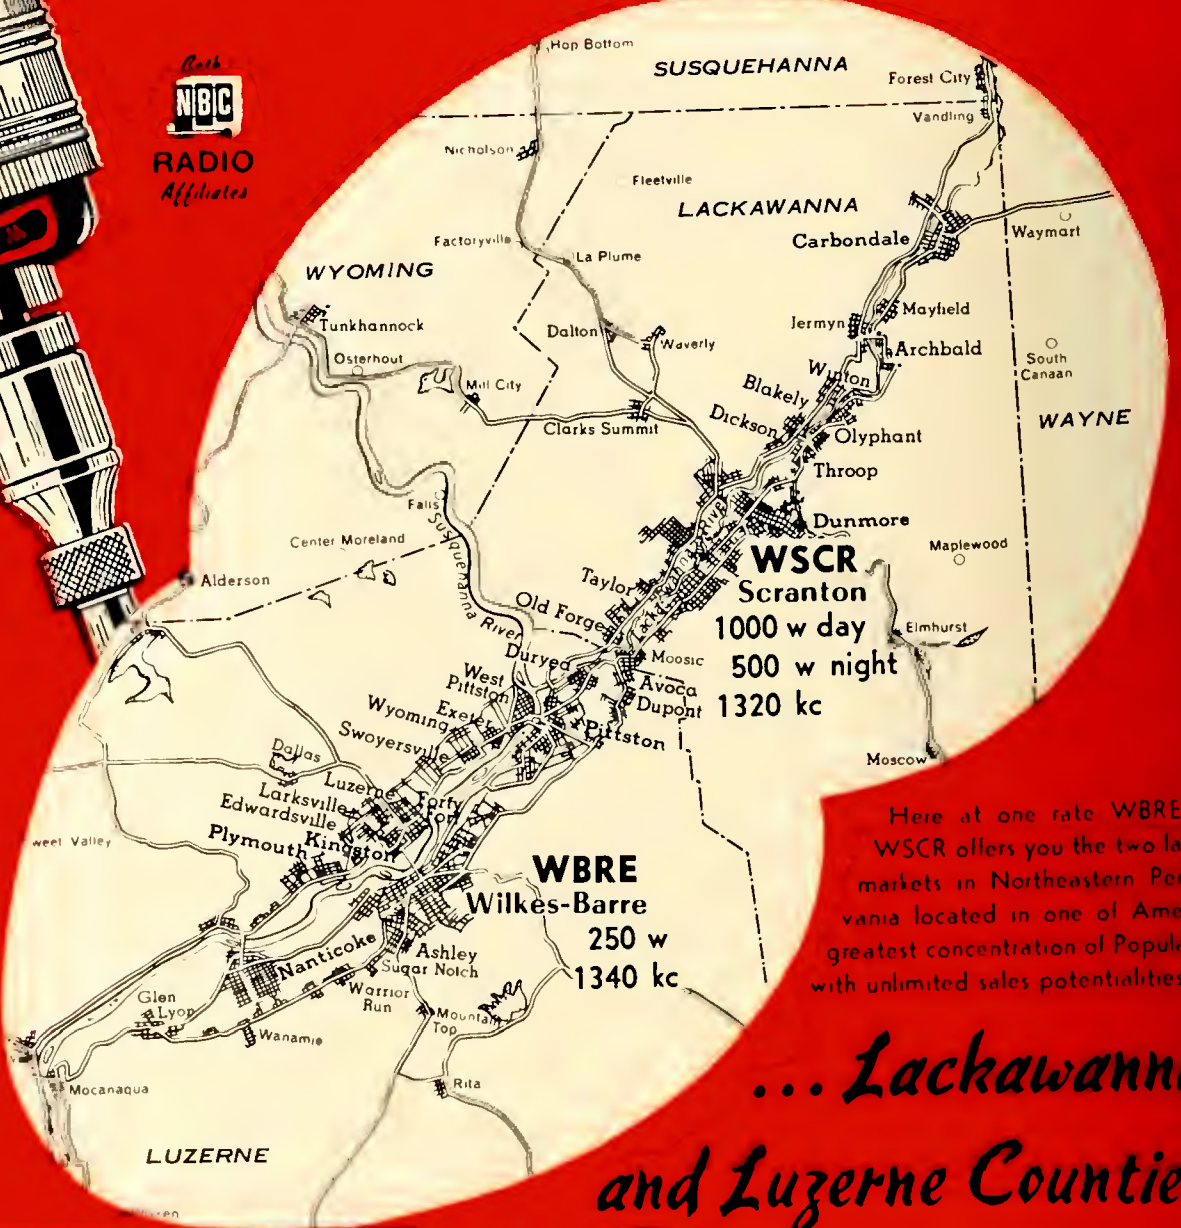 Both
NBC
RADIO
Affiliates
Hop Bottom
SUSQUEHANNA
Forest City
Vandling
Nicholson
Fleetville
LACKAWANNA
Carbondale
Waymart
Factoryville
La Plume
WYOMING
Tunkhannock
Dalton
Waverly
Jermyn
Mayfield
Archbald
Osterhout
Mill City
Winton
South
Canaan
Blakely
Dickson
WAYNE
Clarks Summit
Olyphant
Throop
Falls
Susquehanna River
Lackawanna River
Dunmore
Center Moreland
Maplewood
Alderson
WSCR
Scranton
1000 w day
500 w night
1320 kc
Taylor
Old Forge
Elmhurst
Duryea
Moosic
West
Pittston
Avoca
Dupont
Wyoming
Exeter
Pittston
Swoyersville
Moscow
Dallas
Luzerne
Larksville
Forty
Fort
Edwardsville
Kingston
Plymouth
weet Valley
WBRE
Wilkes-Barre
250 w
1340 kc
Nanticoke
Ashley
Sugar Notch
Warrior
Run
Glen
Lyon
Mountain
Top
Wanamie
Mocanaqua
Rita
LUZERNE
Here at one rate WBRE
WSCR offers you the two la
markets in Northeastern Pen
vania located in one of Ame
greatest concentration of Popula
with unlimited sales potentialities
... Lackawanna
and Luzerne Countie